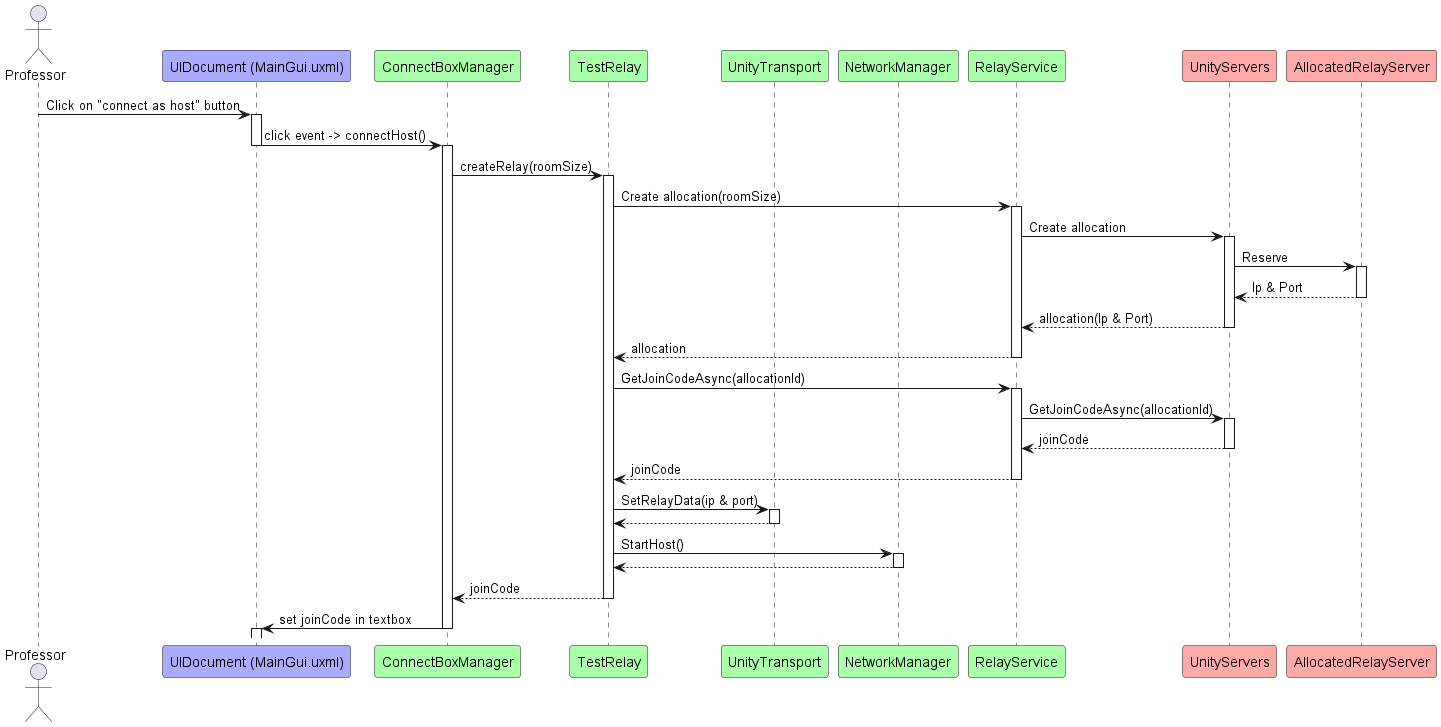 Professor
UIDocument (MainGui.uxml)
ConnectBoxManager
TestRelay
UnityTransport
NetworkManager
RelayService
UnityServers
AllocatedRelayServer
Click on "connect as host" button
click event -> connectHost()
createRelay(roomSize)
Create allocation(roomSize)
Create allocation
Reserve
Ip & Port
allocation(Ip & Port)
allocation
GetJoinCodeAsync(allocationId)
GetJoinCodeAsync(allocationId)
joinCode
joinCode
SetRelayData(ip & port)
StartHost()
joinCode
set joinCode in textbox
Professor
UIDocument (MainGui.uxml)
ConnectBoxManager
TestRelay
UnityTransport
NetworkManager
RelayService
UnityServers
AllocatedRelayServer